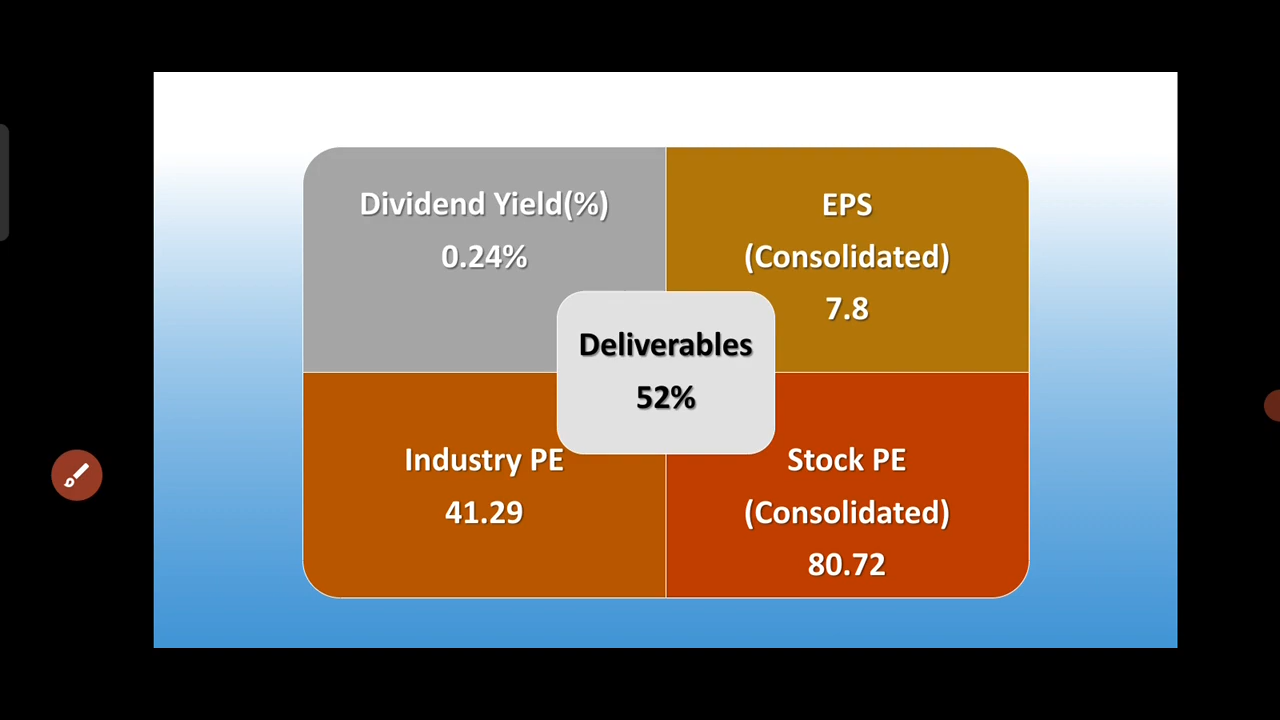 Dividend Yield(%)
0.24%
EPS
(Consolidated)
7.8
Deliverables
52%
Industry PE
41.29
Stock PE
(Consolidated)
80.72